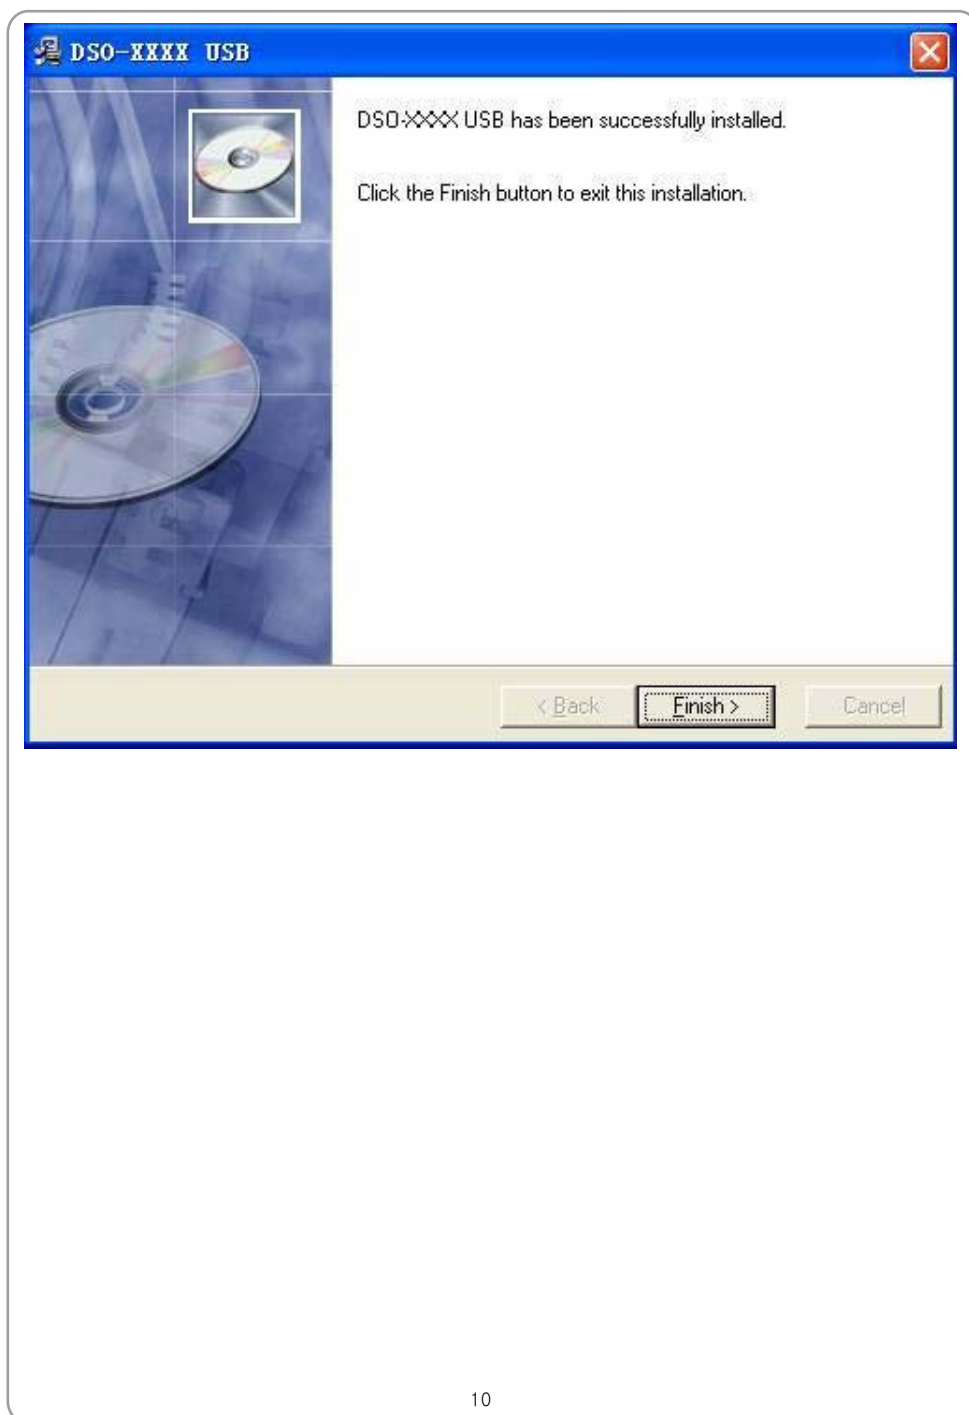 DSO-XXXX USB
DSO-XXXX USB has been successfully installed.
Click the Finish button to exit this installation.
< Back
Finish >
Cancel
10